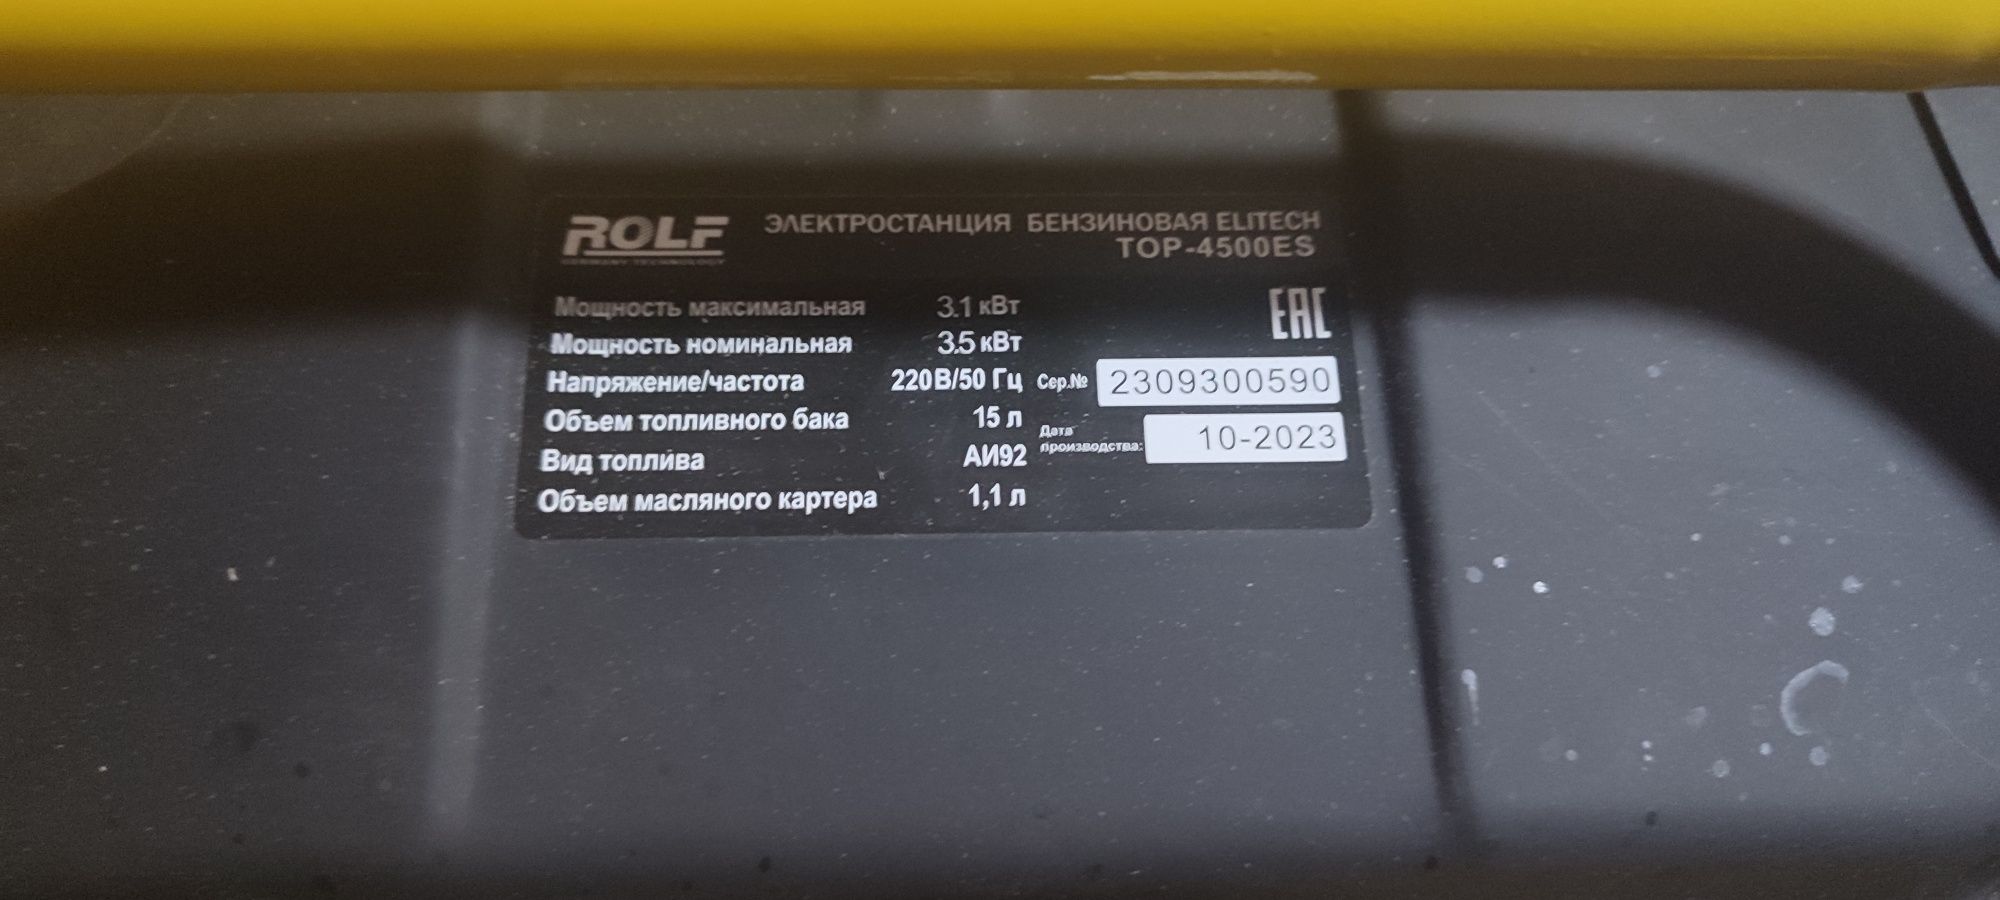 ROLF
GERMANY TECHNOLOGY
ЭЛЕКТРОСТАНЦИЯ БЕНЗИНОВАЯ ELITECH
TOP-4500ES
Мощность максимальная 3.1 кВт
Мощность номинальная 3.5 кВт
Напряжение/частота 220В/50 Гц
Объем топливного бака 15 л
Вид топлива АИ92
Объем масляного картера 1,1 л
EAC
Сер.№ 2309300590
Дата
производства: 10-2023